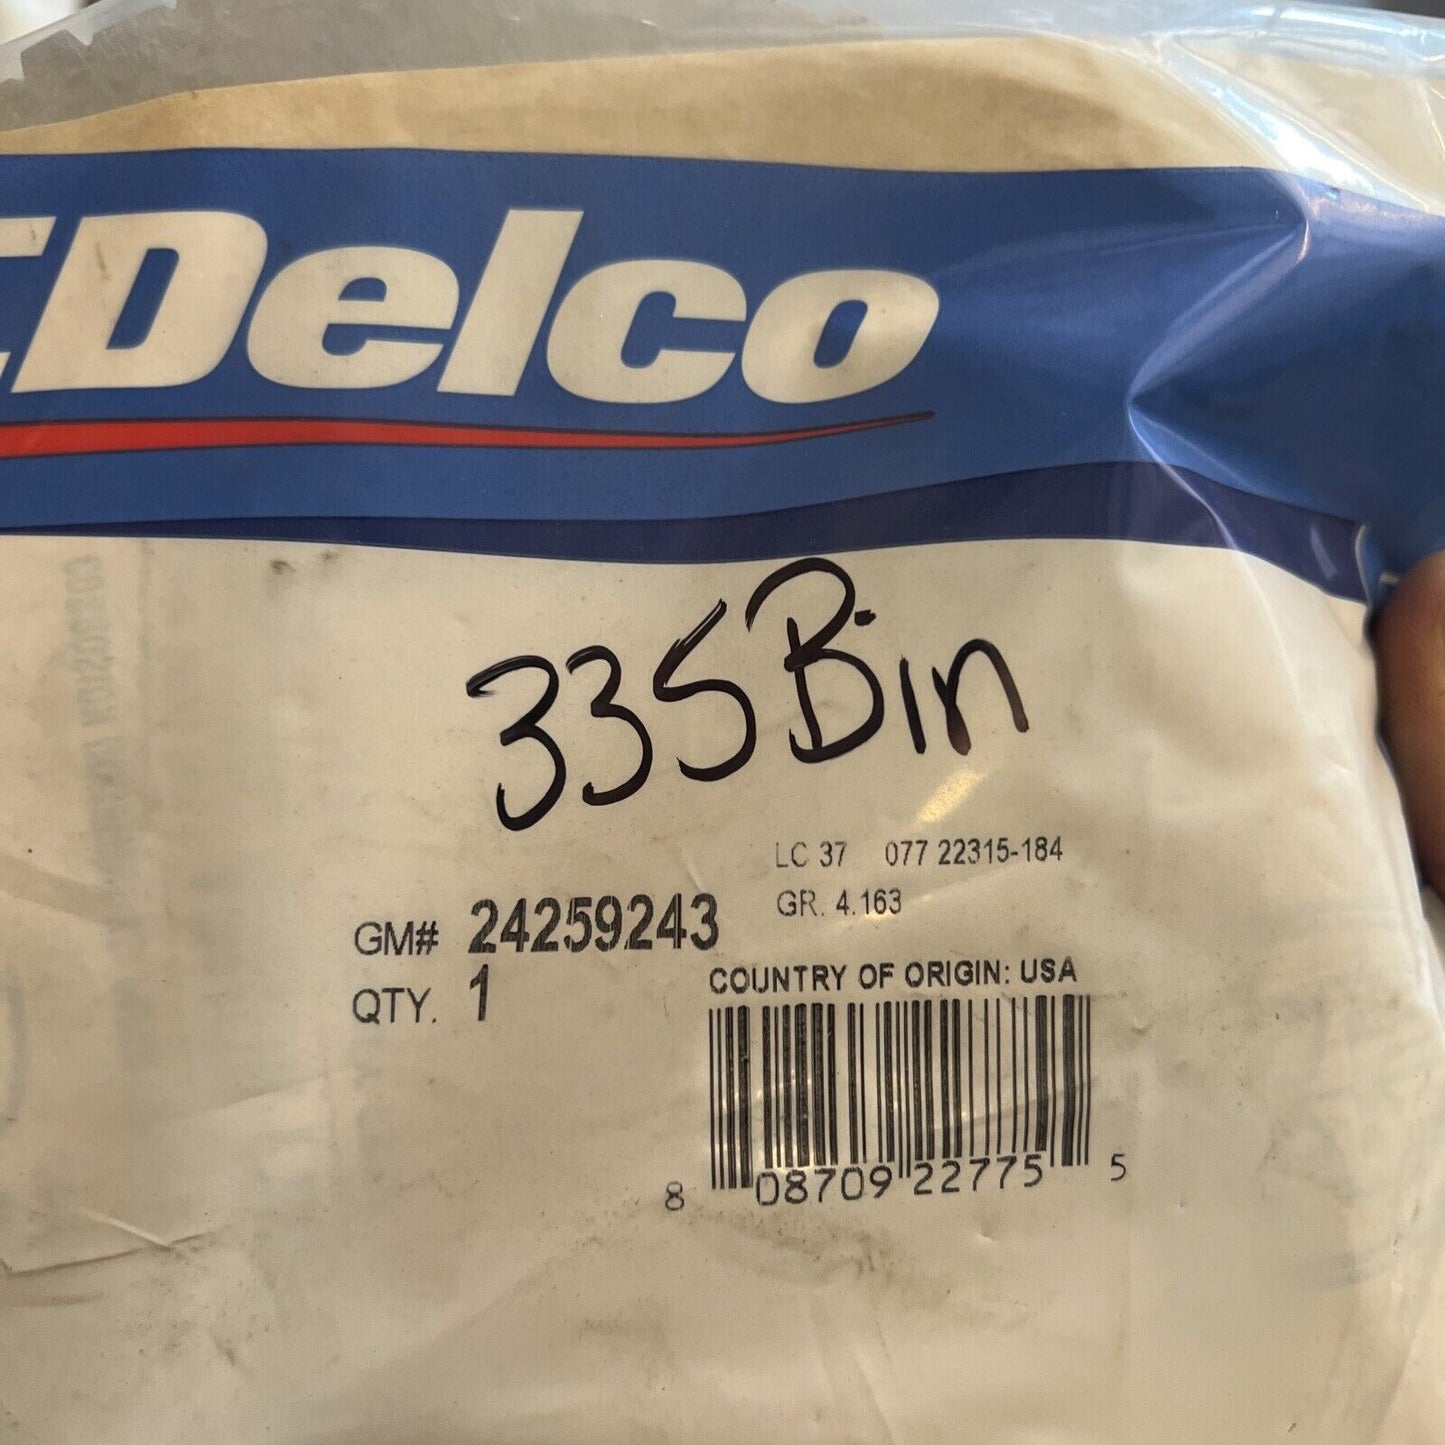 CDelco
335Bin
LC 37 077 22315-184
GR. 4.163
GM# 24259243
QTY. 1
COUNTRY OF ORIGIN: USA
8 08709 22775 5